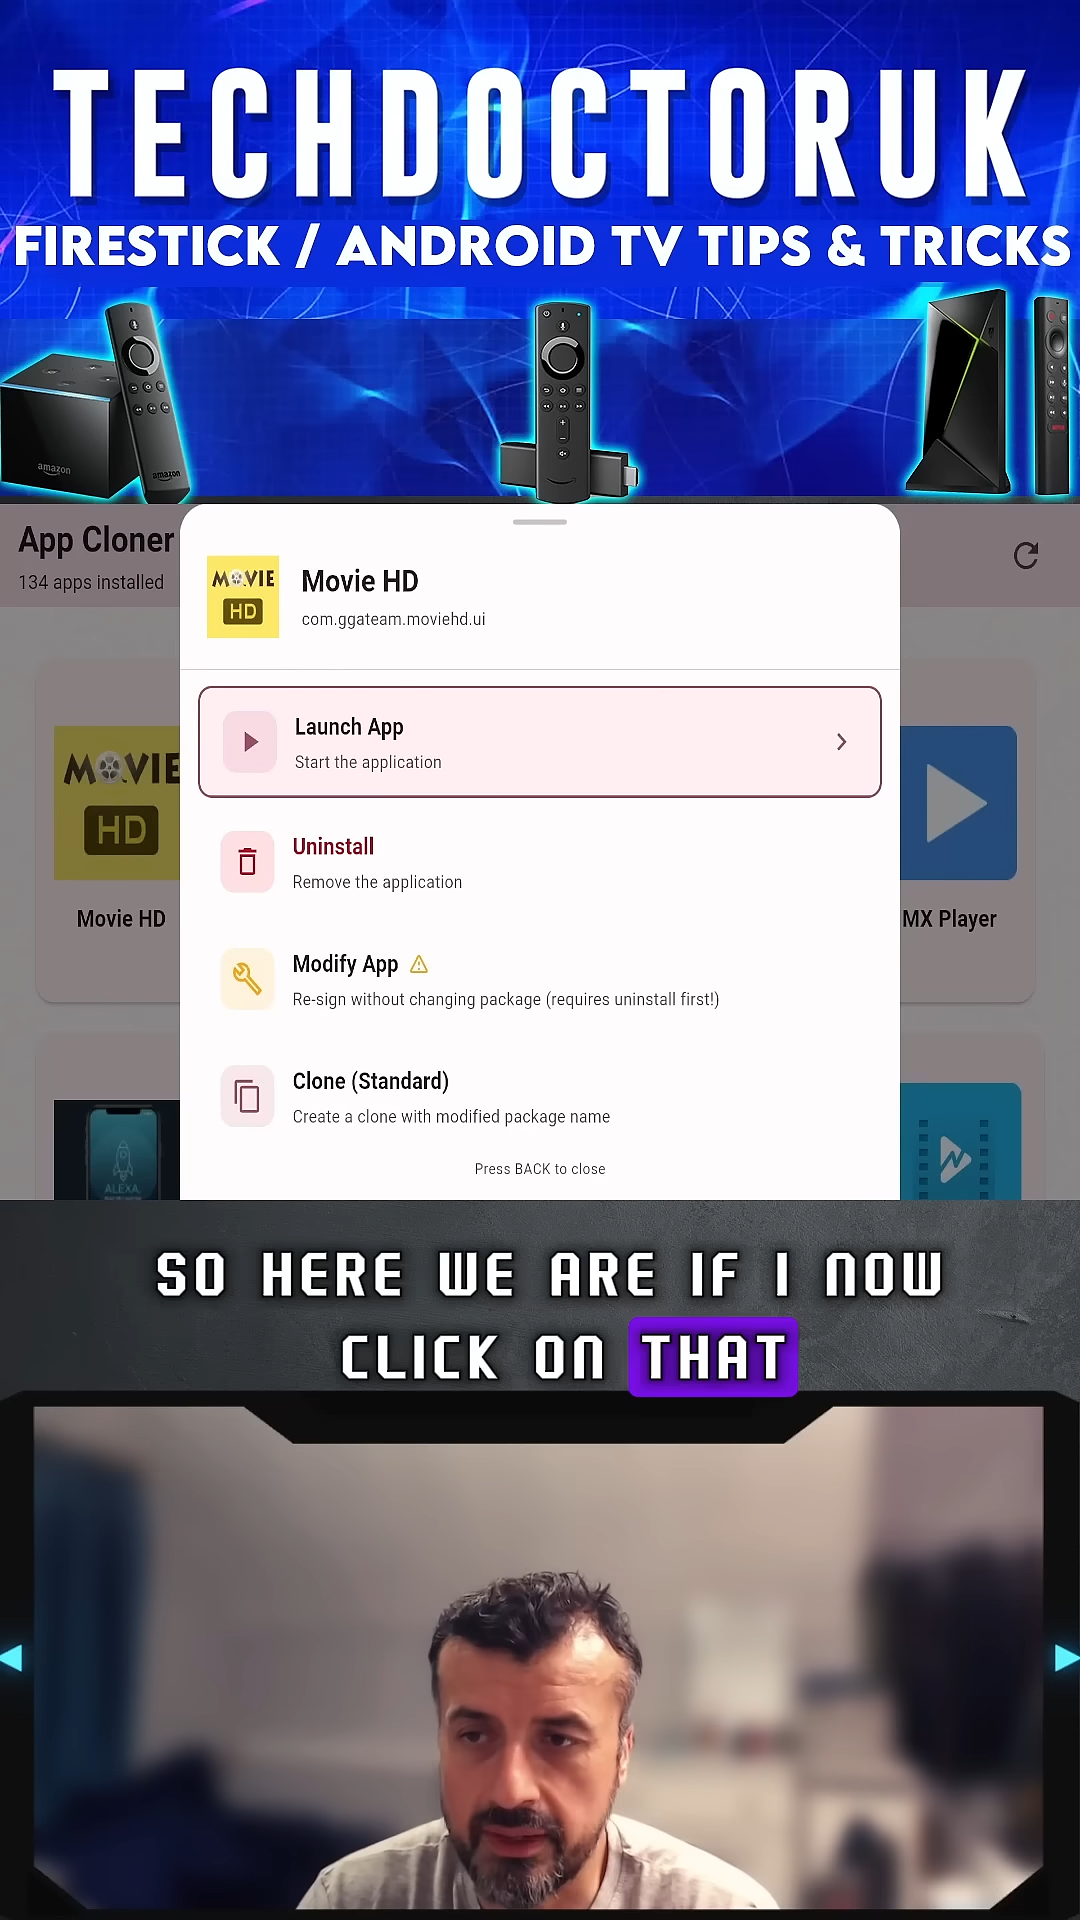 TECHDOCTORUK
FIRESTICK / ANDROID TV TIPS & TRICKS
amazon
amazon
App Cloner
134 apps installed
MOVIE
HD
Movie HD
com.ggateam.moviehd.ui
Launch App
Start the application
Uninstall
Remove the application
Modify App
Re-sign without changing package (requires uninstall first!)
Clone (Standard)
Create a clone with modified package name
Press BACK to close
MOVIE
HD
Movie HD
MX Player
ALEXA,
SO HERE WE ARE IF I NOW
CLICK ON THAT